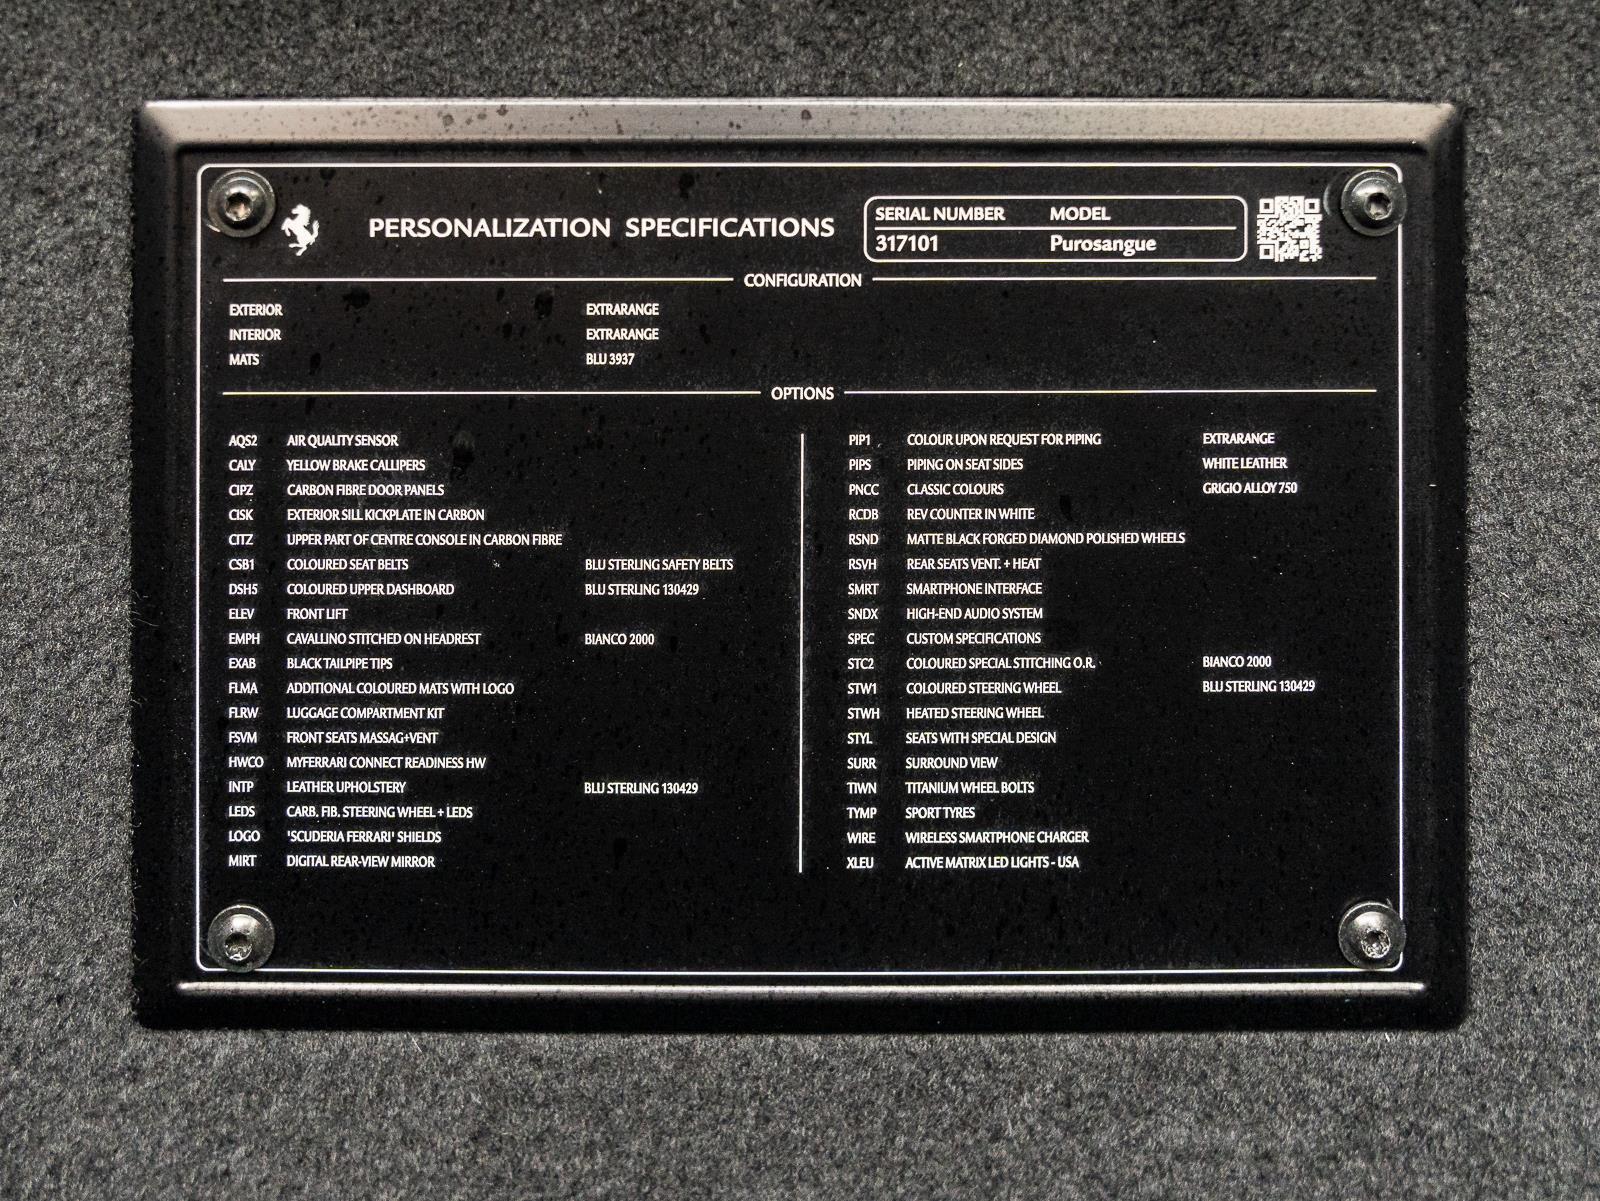 PERSONALIZATION SPECIFICATIONS
SERIAL NUMBER MODEL
317101 Purosangue
CONFIGURATION
EXTERIOR EXTRARANGE
INTERIOR EXTRARANGE
MATS BLU 3937
OPTIONS
AQS2 AIR QUALITY SENSOR
CALY YELLOW BRAKE CALLIPERS
CIPZ CARBON FIBRE DOOR PANELS
CISK EXTERIOR SILL KICKPLATE IN CARBON
CITZ UPPER PART OF CENTRE CONSOLE IN CARBON FIBRE
CSB1 COLOURED SEAT BELTS BLU STERLING SAFETY BELTS
DSH5 COLOURED UPPER DASHBOARD BLU STERLING 130429
ELEV FRONT LIFT
EMPH CAVALLINO STITCHED ON HEADREST BIANCO 2000
EXAB BLACK TAILPIPE TIPS
FLMA ADDITIONAL COLOURED MATS WITH LOGO
FLRW LUGGAGE COMPARTMENT KIT
FSVM FRONT SEATS MASSAG+VENT
HWCO MYFERRARI CONNECT READINESS HW
INTP LEATHER UPHOLSTERY BLU STERLING 130429
LEDS CARB. FIB. STEERING WHEEL + LEDS
LOGO 'SCUDERIA FERRARI' SHIELDS
MIRT DIGITAL REAR-VIEW MIRROR
PIP1 COLOUR UPON REQUEST FOR PIPING EXTRARANGE
PIPS PIPING ON SEAT SIDES WHITE LEATHER
PNCC CLASSIC COLOURS GRIGIO ALLOY 750
RCDB REV COUNTER IN WHITE
RSND MATTE BLACK FORGED DIAMOND POLISHED WHEELS
RSVH REAR SEATS VENT. + HEAT
SMRT SMARTPHONE INTERFACE
SNDX HIGH-END AUDIO SYSTEM
SPEC CUSTOM SPECIFICATIONS
STC2 COLOURED SPECIAL STITCHING O.R. BIANCO 2000
STW1 COLOURED STEERING WHEEL BLU STERLING 130429
STWH HEATED STEERING WHEEL
STYL SEATS WITH SPECIAL DESIGN
SURR SURROUND VIEW
TIWN TITANIUM WHEEL BOLTS
TYMP SPORT TYRES
WIRE WIRELESS SMARTPHONE CHARGER
XLEU ACTIVE MATRIX LED LIGHTS - USA